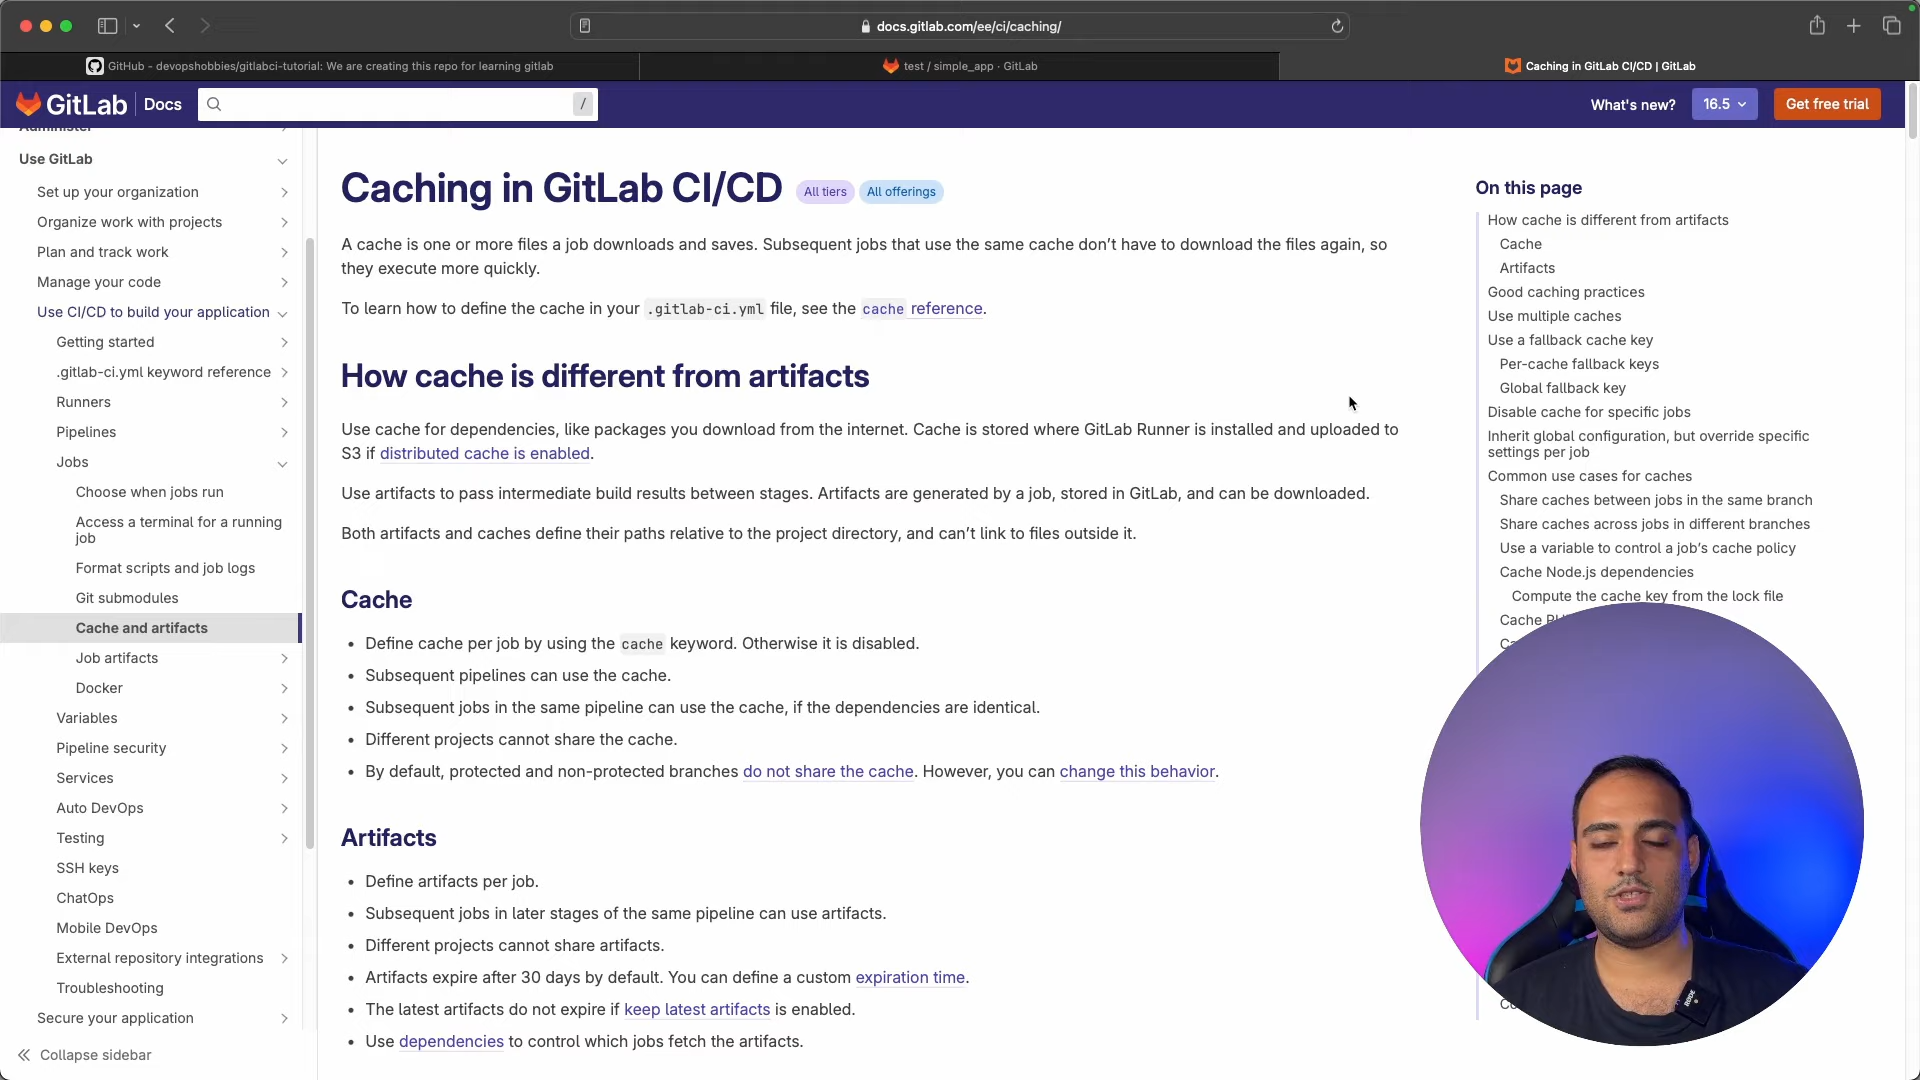 docs.gitlab.com/ee/ci/caching/
GitHub - devopshobbies/gitlabci-tutorial: We are creating this repo for learning gitlab
test / simple_app · GitLab
Caching in GitLab CI/CD | GitLab
GitLab Docs
/
What's new?
16.5
Get free trial
Administer
Use GitLab
Set up your organization
Organize work with projects
Plan and track work
Manage your code
Use CI/CD to build your application
Getting started
.gitlab-ci.yml keyword reference
Runners
Pipelines
Jobs
Choose when jobs run
Access a terminal for a running
job
Format scripts and job logs
Git submodules
Cache and artifacts
Job artifacts
Docker
Variables
Pipeline security
Services
Auto DevOps
Testing
SSH keys
ChatOps
Mobile DevOps
External repository integrations
Troubleshooting
Secure your application
Collapse sidebar
Caching in GitLab CI/CD All tiers All offerings
A cache is one or more files a job downloads and saves. Subsequent jobs that use the same cache don’t have to download the files again, so
they execute more quickly.
To learn how to define the cache in your .gitlab-ci.yml file, see the cache reference.
How cache is different from artifacts
Use cache for dependencies, like packages you download from the internet. Cache is stored where GitLab Runner is installed and uploaded to
S3 if distributed cache is enabled.
Use artifacts to pass intermediate build results between stages. Artifacts are generated by a job, stored in GitLab, and can be downloaded.
Both artifacts and caches define their paths relative to the project directory, and can’t link to files outside it.
Cache
• Define cache per job by using the cache keyword. Otherwise it is disabled.
• Subsequent pipelines can use the cache.
• Subsequent jobs in the same pipeline can use the cache, if the dependencies are identical.
• Different projects cannot share the cache.
• By default, protected and non-protected branches do not share the cache. However, you can change this behavior.
Artifacts
• Define artifacts per job.
• Subsequent jobs in later stages of the same pipeline can use artifacts.
• Different projects cannot share artifacts.
• Artifacts expire after 30 days by default. You can define a custom expiration time.
• The latest artifacts do not expire if keep latest artifacts is enabled.
• Use dependencies to control which jobs fetch the artifacts.
On this page
How cache is different from artifacts
Cache
Artifacts
Good caching practices
Use multiple caches
Use a fallback cache key
Per-cache fallback keys
Global fallback key
Disable cache for specific jobs
Inherit global configuration, but override specific
settings per job
Common use cases for caches
Share caches between jobs in the same branch
Share caches across jobs in different branches
Use a variable to control a job’s cache policy
Cache Node.js dependencies
Compute the cache key from the lock file
Cache